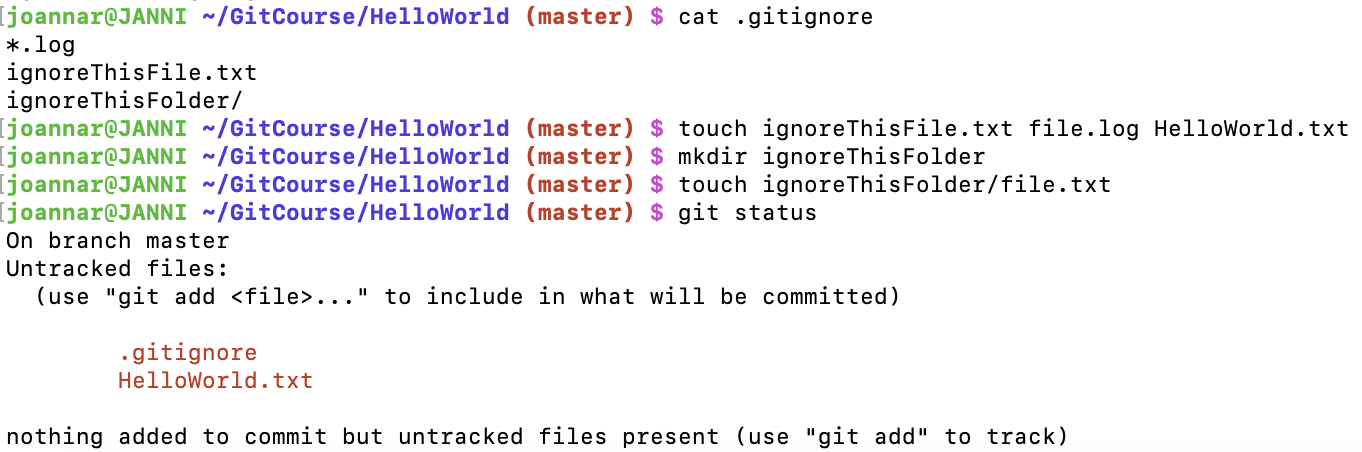 joannar@JANNI ~/GitCourse/HelloWorld (master) $ cat .gitignore
*.log
ignoreThisFile.txt
ignoreThisFolder/
joannar@JANNI ~/GitCourse/HelloWorld (master) $ touch ignoreThisFile.txt file.log HelloWorld.txt
joannar@JANNI ~/GitCourse/HelloWorld (master) $ mkdir ignoreThisFolder
joannar@JANNI ~/GitCourse/HelloWorld (master) $ touch ignoreThisFolder/file.txt
joannar@JANNI ~/GitCourse/HelloWorld (master) $ git status
On branch master
Untracked files:
  (use "git add <file>..." to include in what will be committed)

        .gitignore
        HelloWorld.txt

nothing added to commit but untracked files present (use "git add" to track)